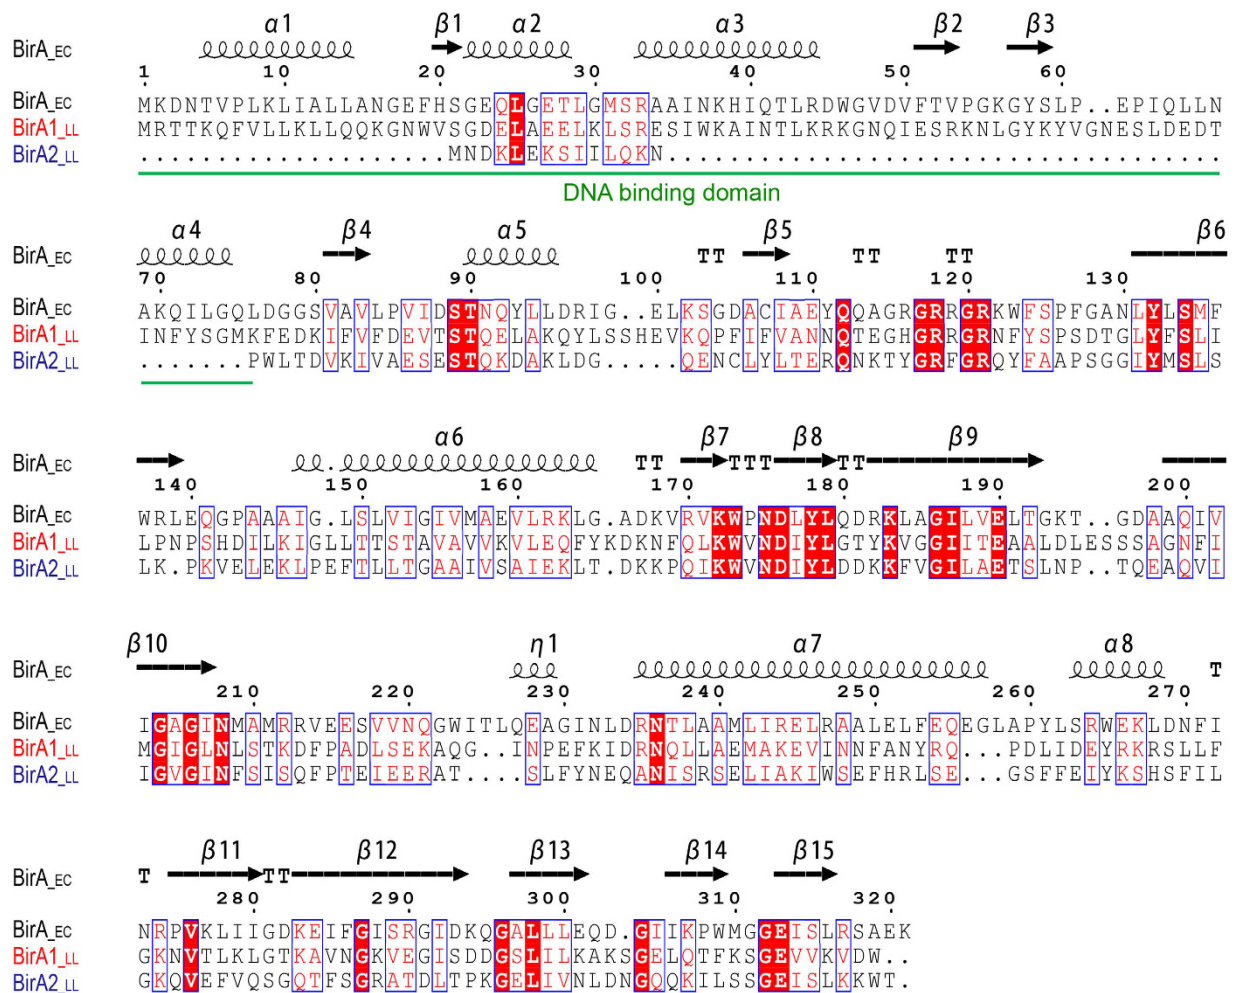 α1 β1 α2 α3 β2 β3
BirA_EC
1 10 20 30 40 50 60
BirA_EC MKDNTVPLKLIALLANGEFHSGEQLGETLGMSRAAINKHIQTLRDWGVDVFTVPGKGYSLP..EPIQLLN
BirA1_LL MRTTKQFVLLKLLQQKGNWVSGDELAEELKLSRESIWKAINTLKRKGNQIESRKNLGYKYVGNESLDEDT
BirA2_LL ....................MNDKLEKSIILQKN....................................
DNA binding domain
α4 β4 α5 β5 β6
BirA_EC TT TT TT
70 80 90 100 110 120 130
BirA_EC AKQILGQLDGGSVAVLPVIDSTNQYLLDRIG..ELKSGDACIAEYQQAGRGRRGRKWFSPFGANLYLSMF
BirA1_LL INFYSGMKFEDKIFVFDEVTSTQELAKQYLSSHEVKQPFIVANNQTEGHGRRGRNFYSPSDTGLYFSLI
BirA2_LL .......PWLTDVKIVAESESTQKDAKLDG.....QENCLYLTERQNKTYGRFGRQYFAAPSGGIYMSLS
α6 β7 β8 β9
BirA_EC . TT TTT TT
140 150 160 170 180 190 200
BirA_EC WRLEQGPAAAIG.LSLVIGIVMAEVLRKLG.ADKVRVKWPNDLYLQDRKLAGILVELTGKT..GDAAQIV
BirA1_LL LPNPSHDILKIGLLTTSTAVAVVKVLEQFYKDKNFQLKWVNDIYLGTYKVGGIITEAALDLESSSAGNFI
BirA2_LL LK.PKVELEKLPEFTLLTGAAIVSAIEKLT.DKKPQIKWVNDIYLDDKKFVGILAETSLNP..TQEAQVI
β10 η1 α7 α8
BirA_EC T
210 220 230 240 250 260 270
BirA_EC IGAGINMAMRRVEESVVNQGWITLQEAGINLDRNTLAAMLIRELRAALELFEQEGLAPYLSRWEKLDNFI
BirA1_LL MGIGLNLSTKDFPADLSEKAQG..INPEFKIDRNQLLAEMAKEVINNFANYRQ...PDLIDEYRKRSLLF
BirA2_LL IGVGINFSISQFPTEIEERAT....SLFYNEQANISRSELIAKIWSEFHRLSE...GSFFEIYKSHSFIL
β11 β12 β13 β14 β15
BirA_EC T TT
280 290 300 310 320
BirA_EC NRPVKLIIGDKEIFGISRGIDKQGALLLEQD.GIIKPWMGGEISLRSAEK
BirA1_LL GKNVTLKLGTKAVNGKVEGISDDGSLILKAKSGELQTFKSGEVVKVDW..
BirA2_LL GKQVEFVQSGQTFSGRATDLTPKGELIVNLDNGQQKILSSGEISLKKWT.